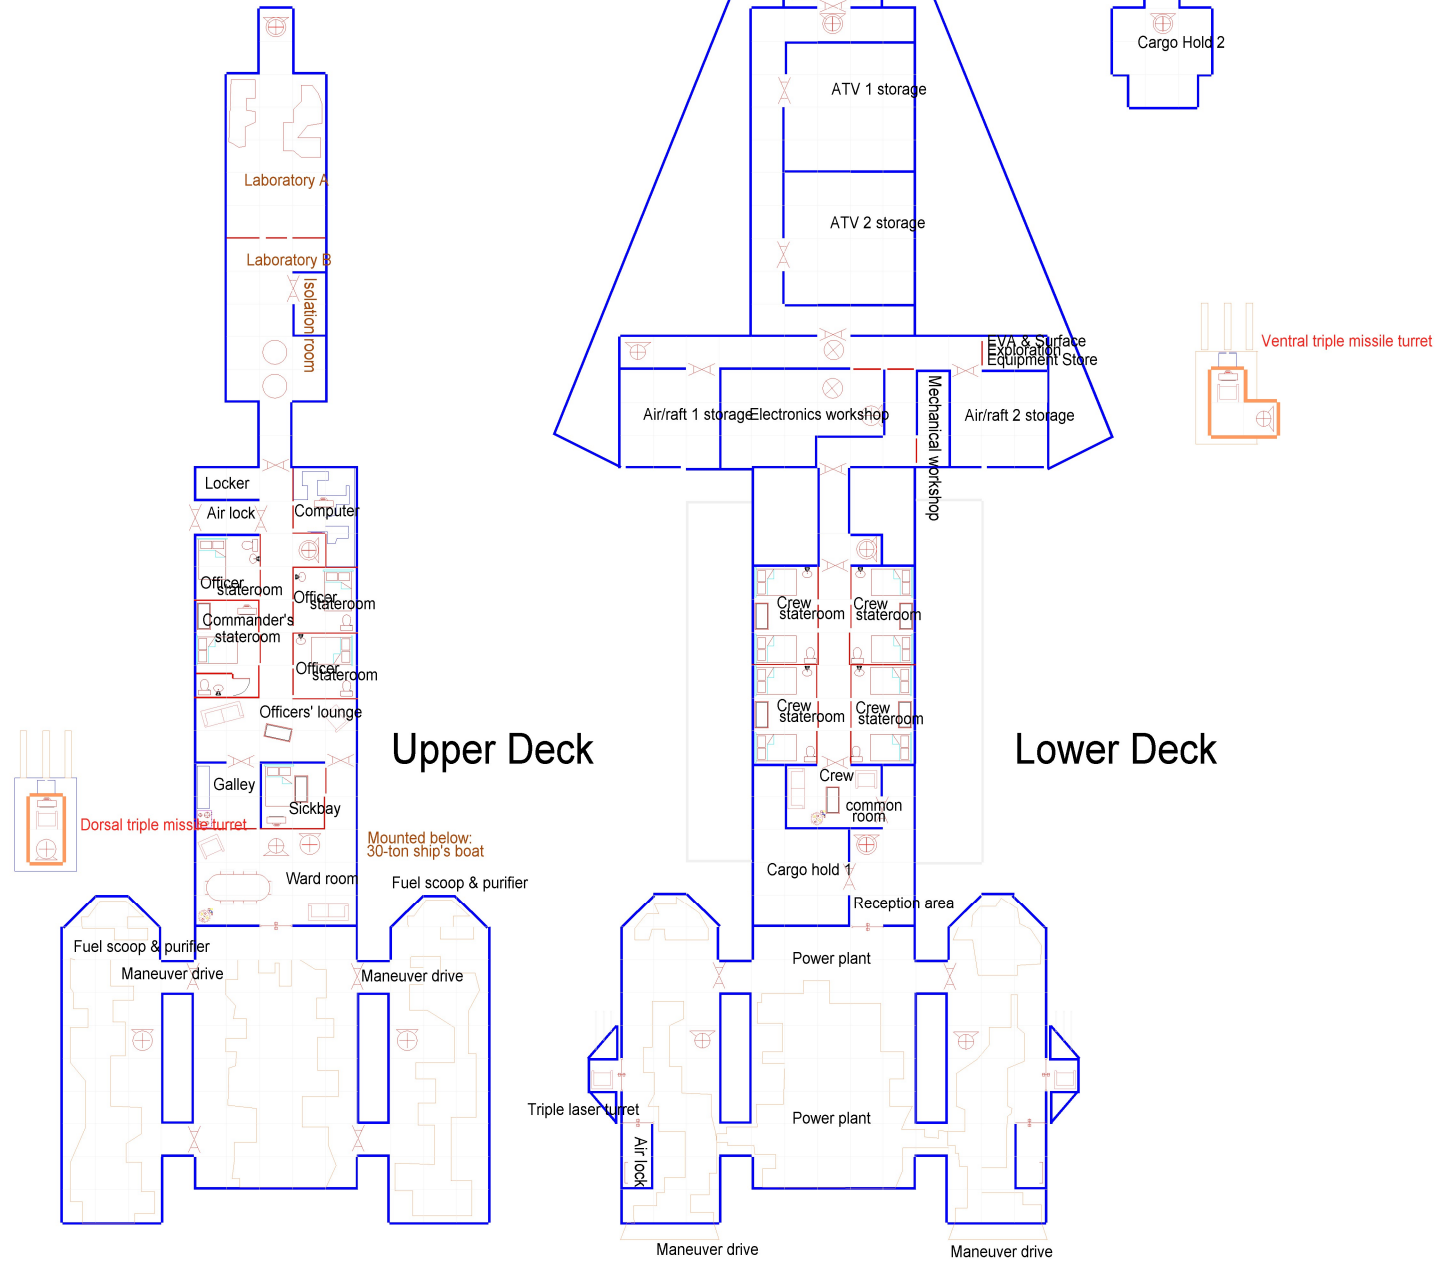 Cargo Hold 2
Laboratory A
Laboratory B
Isolation room
Locker
Air lock
Computer
Officer
stateroom
Officer
stateroom
Commander's
stateroom
Officer
stateroom
Officers' lounge
Galley
Sickbay
Dorsal triple missile turret
Mounted below:
30-ton ship's boat
Ward room
Fuel scoop & purifier
Fuel scoop & purifier
Maneuver drive
Maneuver drive
Upper Deck
ATV 1 storage
ATV 2 storage
EVA & Surface
Exploration
Equipment Store
Air/raft 1 storage
Electronics workshop
Mechanical workshop
Air/raft 2 storage
Crew
stateroom
Crew
stateroom
Crew
stateroom
Crew
stateroom
Lower Deck
Crew
common
room
Cargo hold 1
Reception area
Power plant
Triple laser turret
Power plant
Air lock
Maneuver drive
Maneuver drive
Ventral triple missile turret